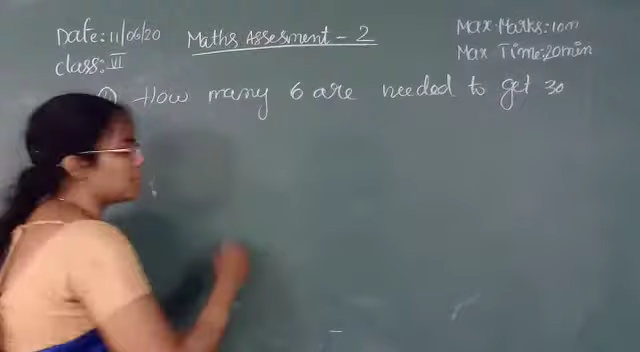 Date: 11/06/20
Maths Assesment - 2
Max. Marks: 10m
class: VI
Max Time: 20min
How many 6 are needed to get 30